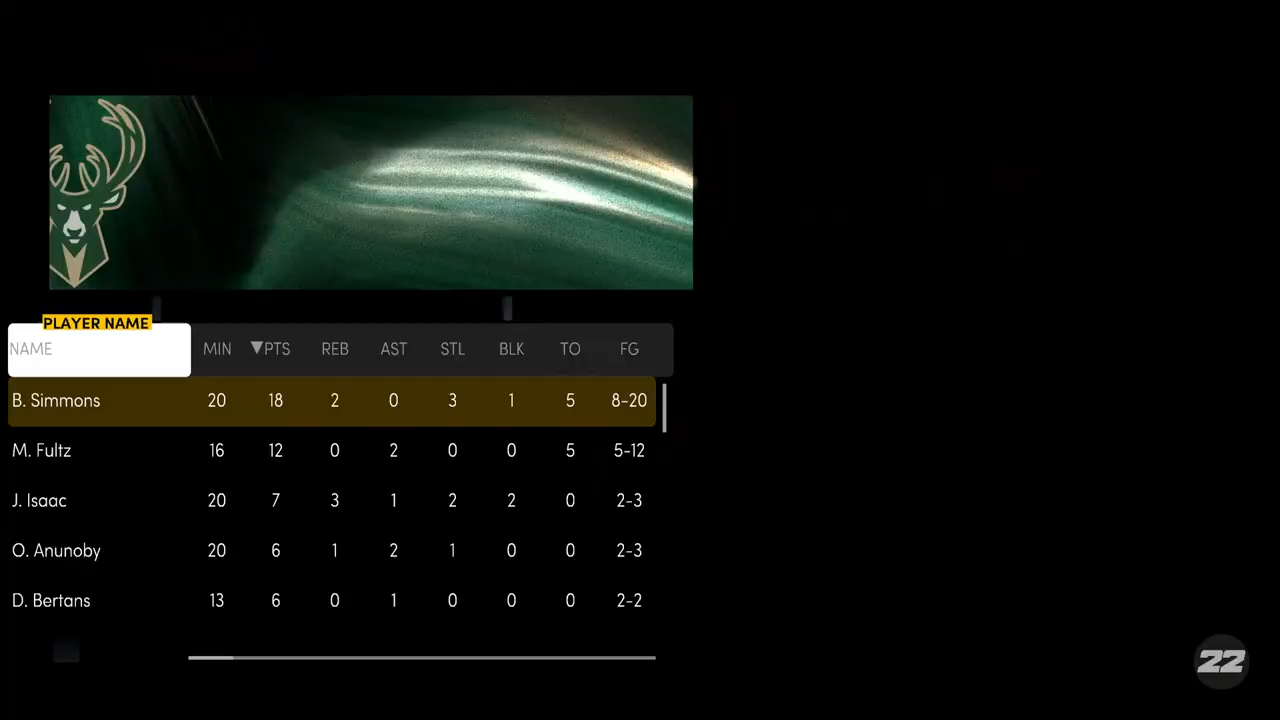 PLAYER NAME
NAME MIN ▼PTS REB AST STL BLK TO FG
B. Simmons 20 18 2 0 3 1 5 8-20
M. Fultz 16 12 0 2 0 0 5 5-12
J. Isaac 20 7 3 1 2 2 0 2-3
O. Anunoby 20 6 1 2 1 0 0 2-3
D. Bertans 13 6 0 1 0 0 0 2-2
22